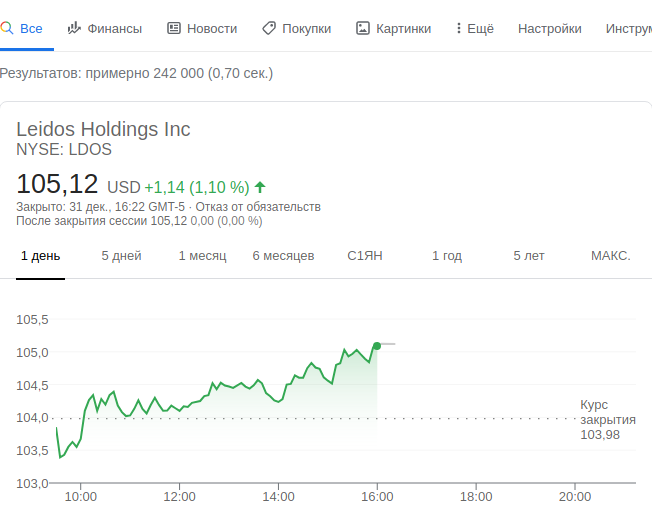 Все Финансы Новости Покупки Картинки Ещё Настройки Инструм
Результатов: примерно 242 000 (0,70 сек.)
Leidos Holdings Inc
NYSE: LDOS
105,12 USD +1,14 (1,10 %)
Закрыто: 31 дек., 16:22 GMT-5 · Отказ от обязательств
После закрытия сессии 105,12 0,00 (0,00 %)
1 день 5 дней 1 месяц 6 месяцев С1ЯН 1 год 5 лет МАКС.
105,5
105,0
104,5
104,0
103,5
103,0
Курс
закрытия
103,98
10:00 12:00 14:00 16:00 18:00 20:00